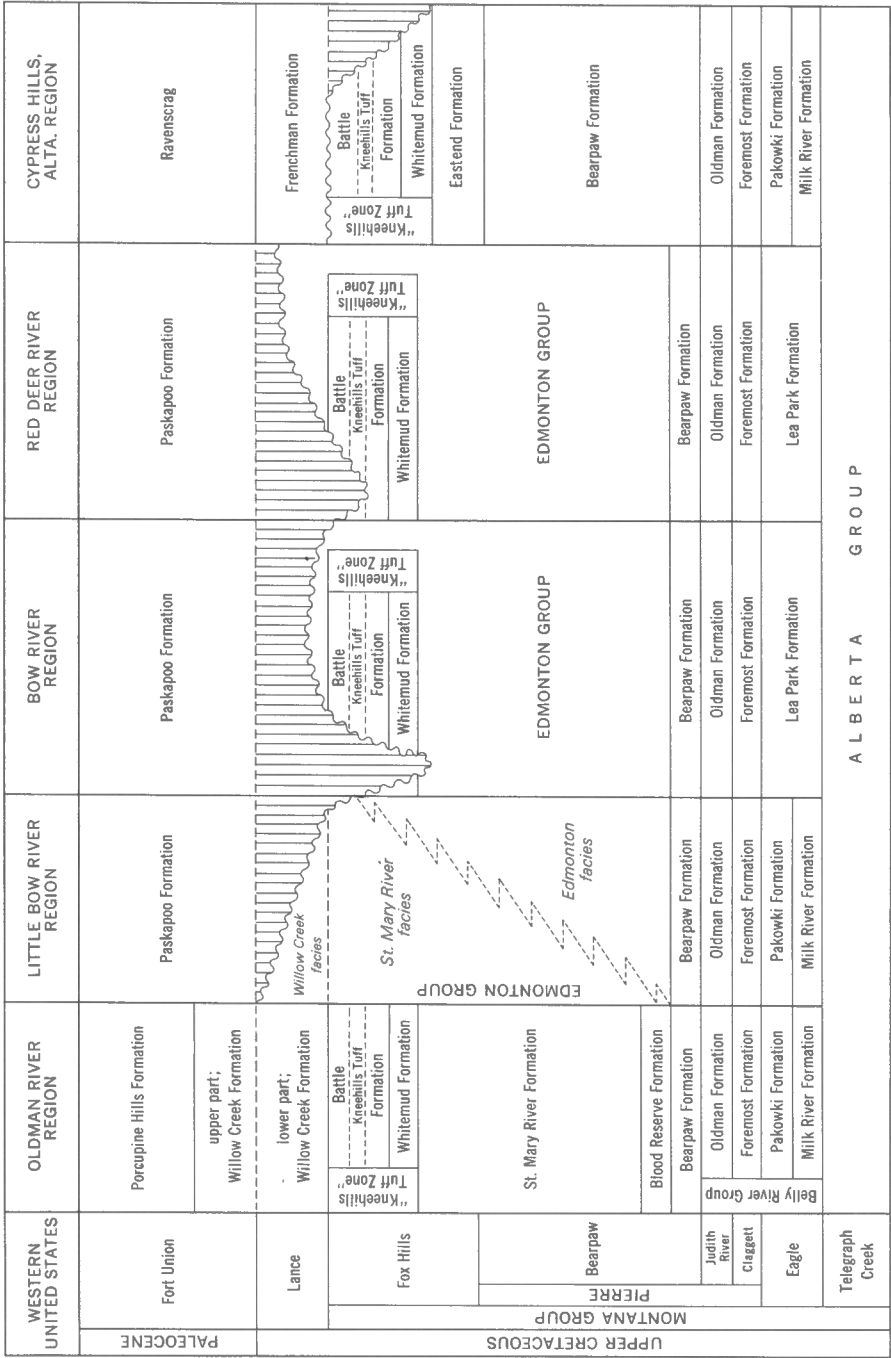 WESTERN
UNITED STATES
OLDMAN RIVER
REGION
LITTLE BOW RIVER
REGION
BOW RIVER
REGION
RED DEER RIVER
REGION
CYPRESS HILLS,
ALTA. REGION
PALEOCENE
UPPER CRETACEOUS
MONTANA GROUP
PIERRE
Fort Union
Lance
Fox Hills
Bearpaw
Judith
River
Claggett
Eagle
Telegraph
Creek
Porcupine Hills Formation
upper part;
Willow Creek Formation
lower part;
Willow Creek Formation
"Kneehills
Tuff Zone"
Battle
Kneehills Tuff
Formation
Whitemud Formation
St. Mary River Formation
Blood Reserve Formation
Bearpaw Formation
Belly River Group
Oldman Formation
Foremost Formation
Pakowki Formation
Milk River Formation
Paskapoo Formation
Willow Creek
facies
St. Mary River
facies
Edmonton
facies
EDMONTON GROUP
Bearpaw Formation
Oldman Formation
Foremost Formation
Pakowki Formation
Milk River Formation
Paskapoo Formation
Battle
Kneehills Tuff
Formation
Whitemud Formation
"Kneehills
Tuff Zone"
EDMONTON GROUP
Bearpaw Formation
Oldman Formation
Foremost Formation
Lea Park Formation
Paskapoo Formation
Battle
Kneehills Tuff
Formation
Whitemud Formation
"Kneehills
Tuff Zone"
EDMONTON GROUP
Bearpaw Formation
Oldman Formation
Foremost Formation
Lea Park Formation
Ravenscrag
Frenchman Formation
"Kneehills
Tuff Zone"
Battle
Kneehills Tuff
Formation
Whitemud Formation
Eastend Formation
Bearpaw Formation
Oldman Formation
Foremost Formation
Pakowki Formation
Milk River Formation
ALBERTA GROUP